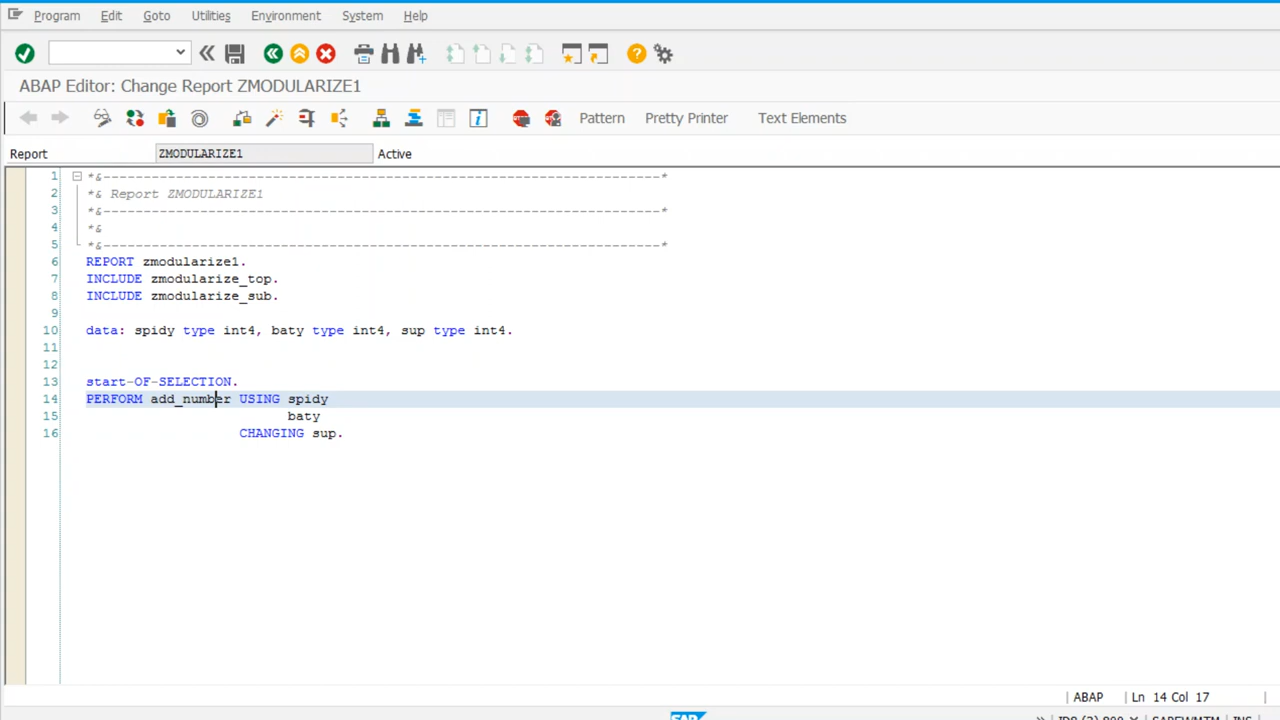 Program Edit Goto Utilities Environment System Help
ABAP Editor: Change Report ZMODULARIZE1
Pattern Pretty Printer Text Elements
Report ZMODULARIZE1 Active
1 *&---------------------------------------------------------------------*
2 *& Report ZMODULARIZE1
3 *&---------------------------------------------------------------------*
4 *&
5 *&---------------------------------------------------------------------*
6 REPORT zmodularize1.
7 INCLUDE zmodularize_top.
8 INCLUDE zmodularize_sub.
9
10 data: spidy type int4, baty type int4, sup type int4.
11
12
13 start-OF-SELECTION.
14 PERFORM add_number USING spidy
15 baty
16 CHANGING sup.
ABAP Ln 14 Col 17
SAP